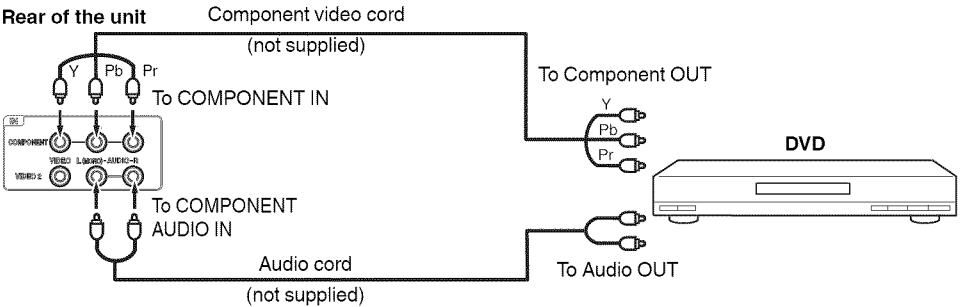 Rear of the unit
Component video cord
(not supplied)
Y Pb Pr
To COMPONENT IN
To Component OUT
Y
Pb
Pr
DVD
IN
COMPONENT
VIDEO L(MONO)-AUDIO-R
VIDEO 2
To COMPONENT
AUDIO IN
To Audio OUT
Audio cord
(not supplied)